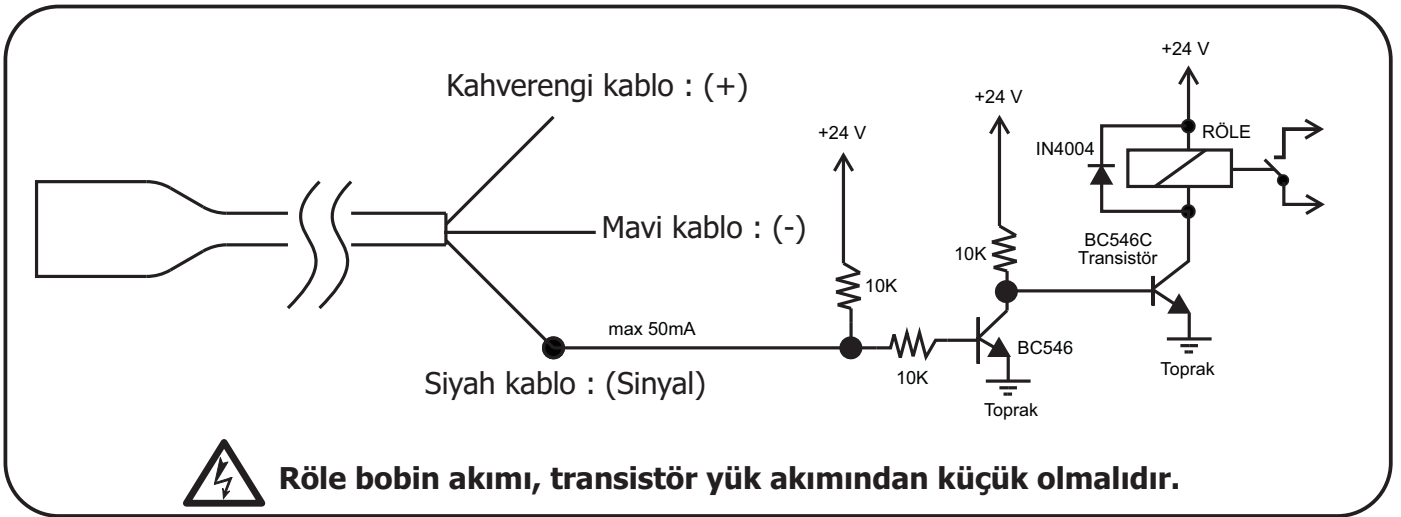 Kahverengi kablo : (+)
Mavi kablo : (-)
Siyah kablo : (Sinyal)
max 50mA
+24 V
10K
10K
+24 V
10K
BC546
Toprak
+24 V
IN4004
RÖLE
BC546C
Transistör
Toprak
Röle bobin akımı, transistör yük akımından küçük olmalıdır.